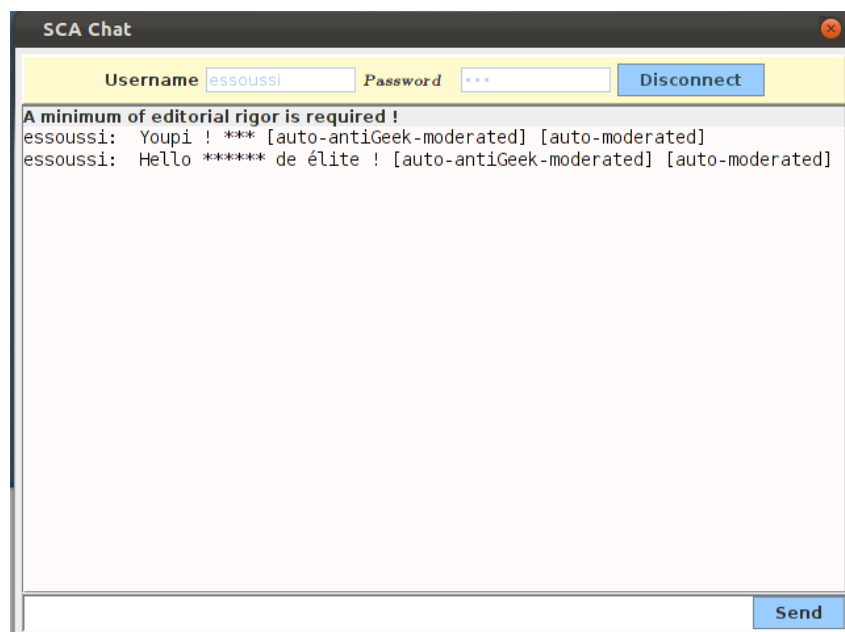 SCA Chat
Username essoussi Password ••• Disconnect
A minimum of editorial rigor is required !
essoussi: Youpi ! *** [auto-antiGeek-moderated] [auto-moderated]
essoussi: Hello ****** de élite ! [auto-antiGeek-moderated] [auto-moderated]
Send